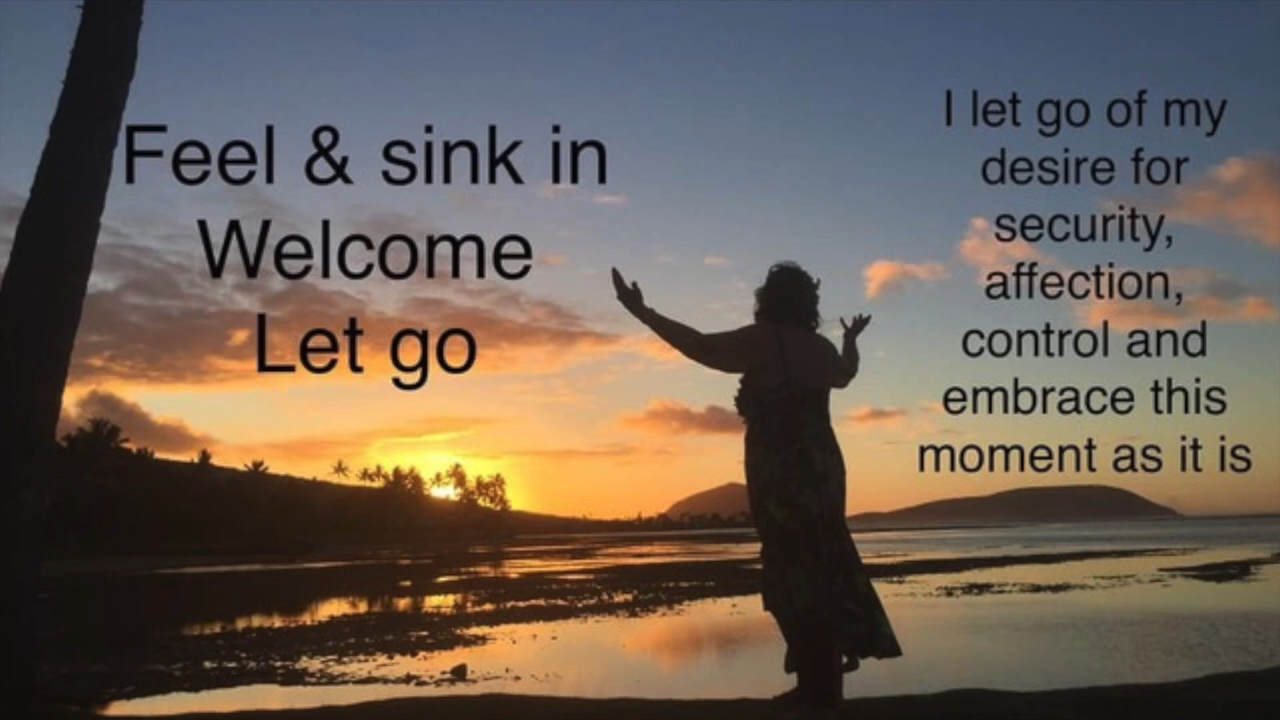 Feel & sink in
Welcome
Let go
I let go of my
desire for
security,
affection,
control and
embrace this
moment as it is